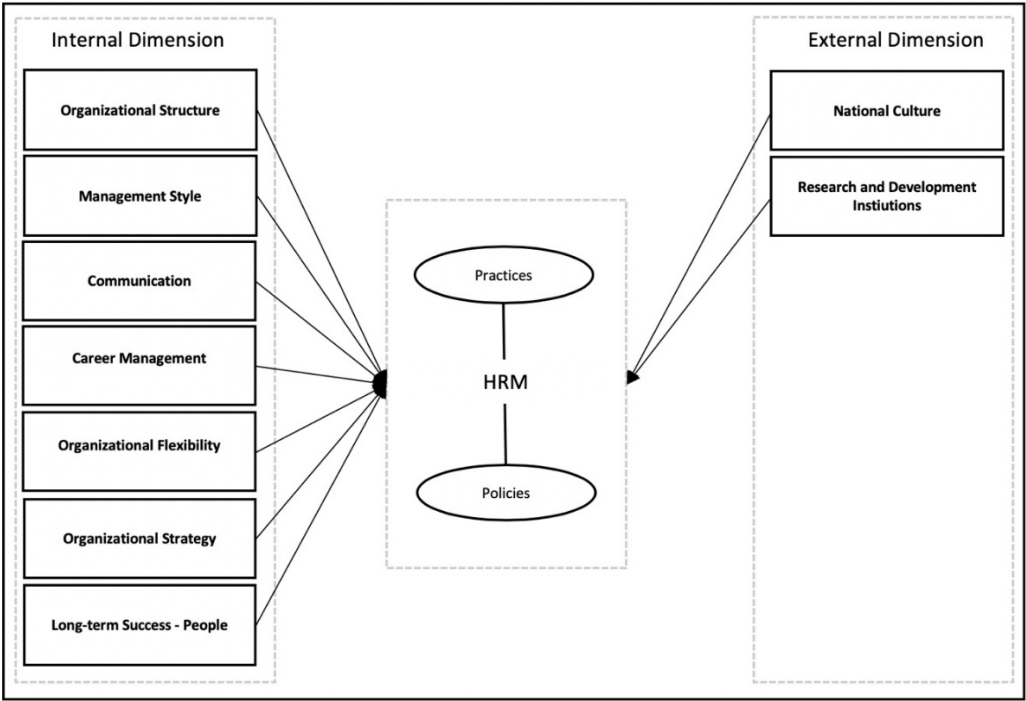 Internal Dimension
Organizational Structure
Management Style
Communication
Career Management
Organizational Flexibility
Organizational Strategy
Long-term Success - People
Practices
HRM
Policies
External Dimension
National Culture
Research and Development
Instiutions